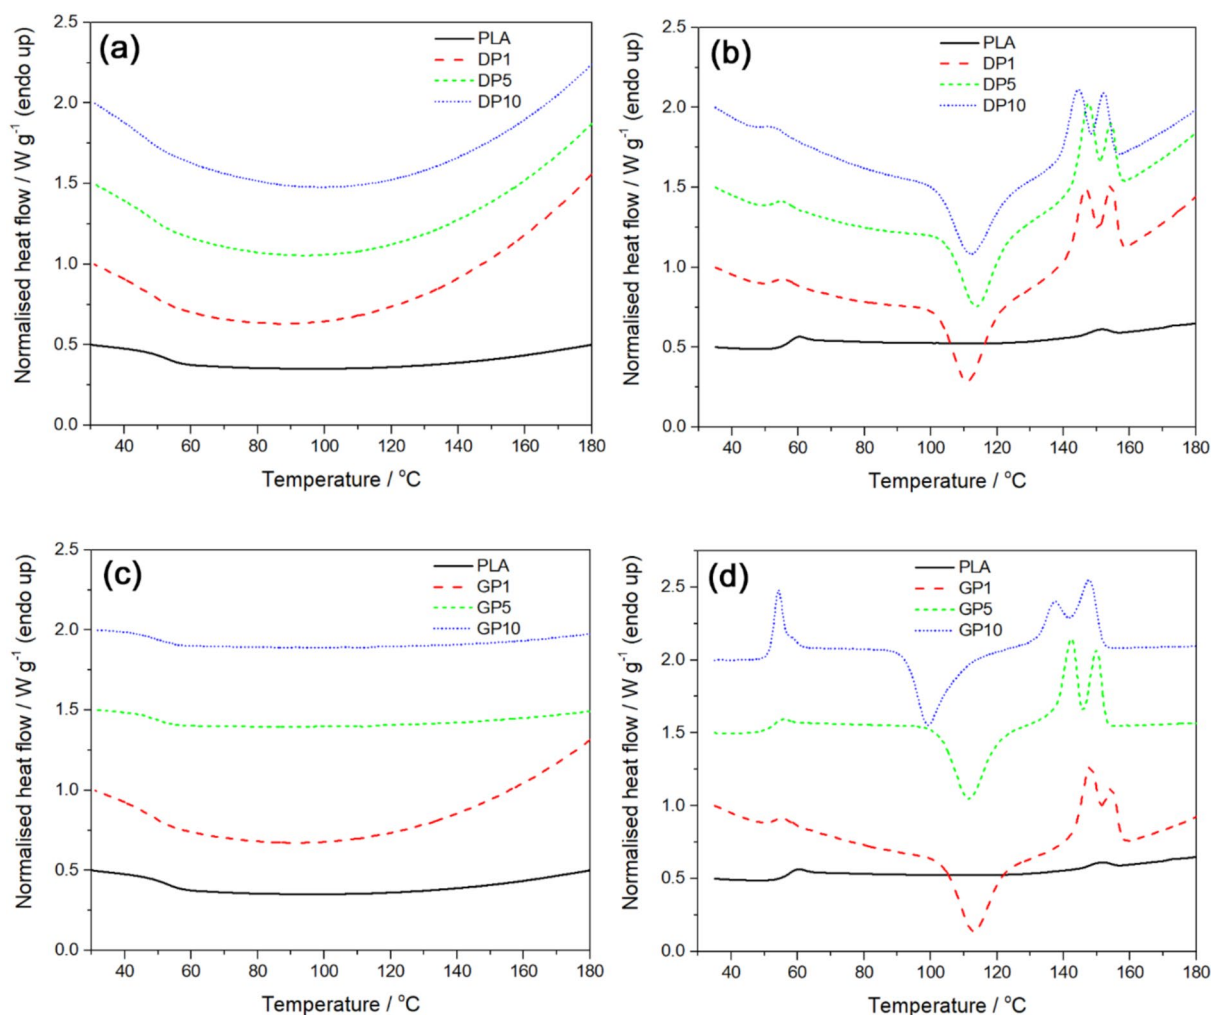 (a)
PLA
DP1
DP5
DP10
Normalised heat flow / W g⁻¹ (endo up)
2.5
2.0
1.5
1.0
0.5
0.0
40 60 80 100 120 140 160 180
Temperature / °C
(b)
PLA
DP1
DP5
DP10
Normalised heat flow / W g⁻¹ (endo up)
2.5
2.0
1.5
1.0
0.5
0.0
40 60 80 100 120 140 160 180
Temperature / °C
(c)
PLA
GP1
GP5
GP10
Normalised heat flow / W g⁻¹ (endo up)
2.5
2.0
1.5
1.0
0.5
0.0
40 60 80 100 120 140 160 180
Temperature / °C
(d)
PLA
GP1
GP5
GP10
Normalised heat flow / W g⁻¹ (endo up)
2.5
2.0
1.5
1.0
0.5
0.0
40 60 80 100 120 140 160 180
Temperature / °C